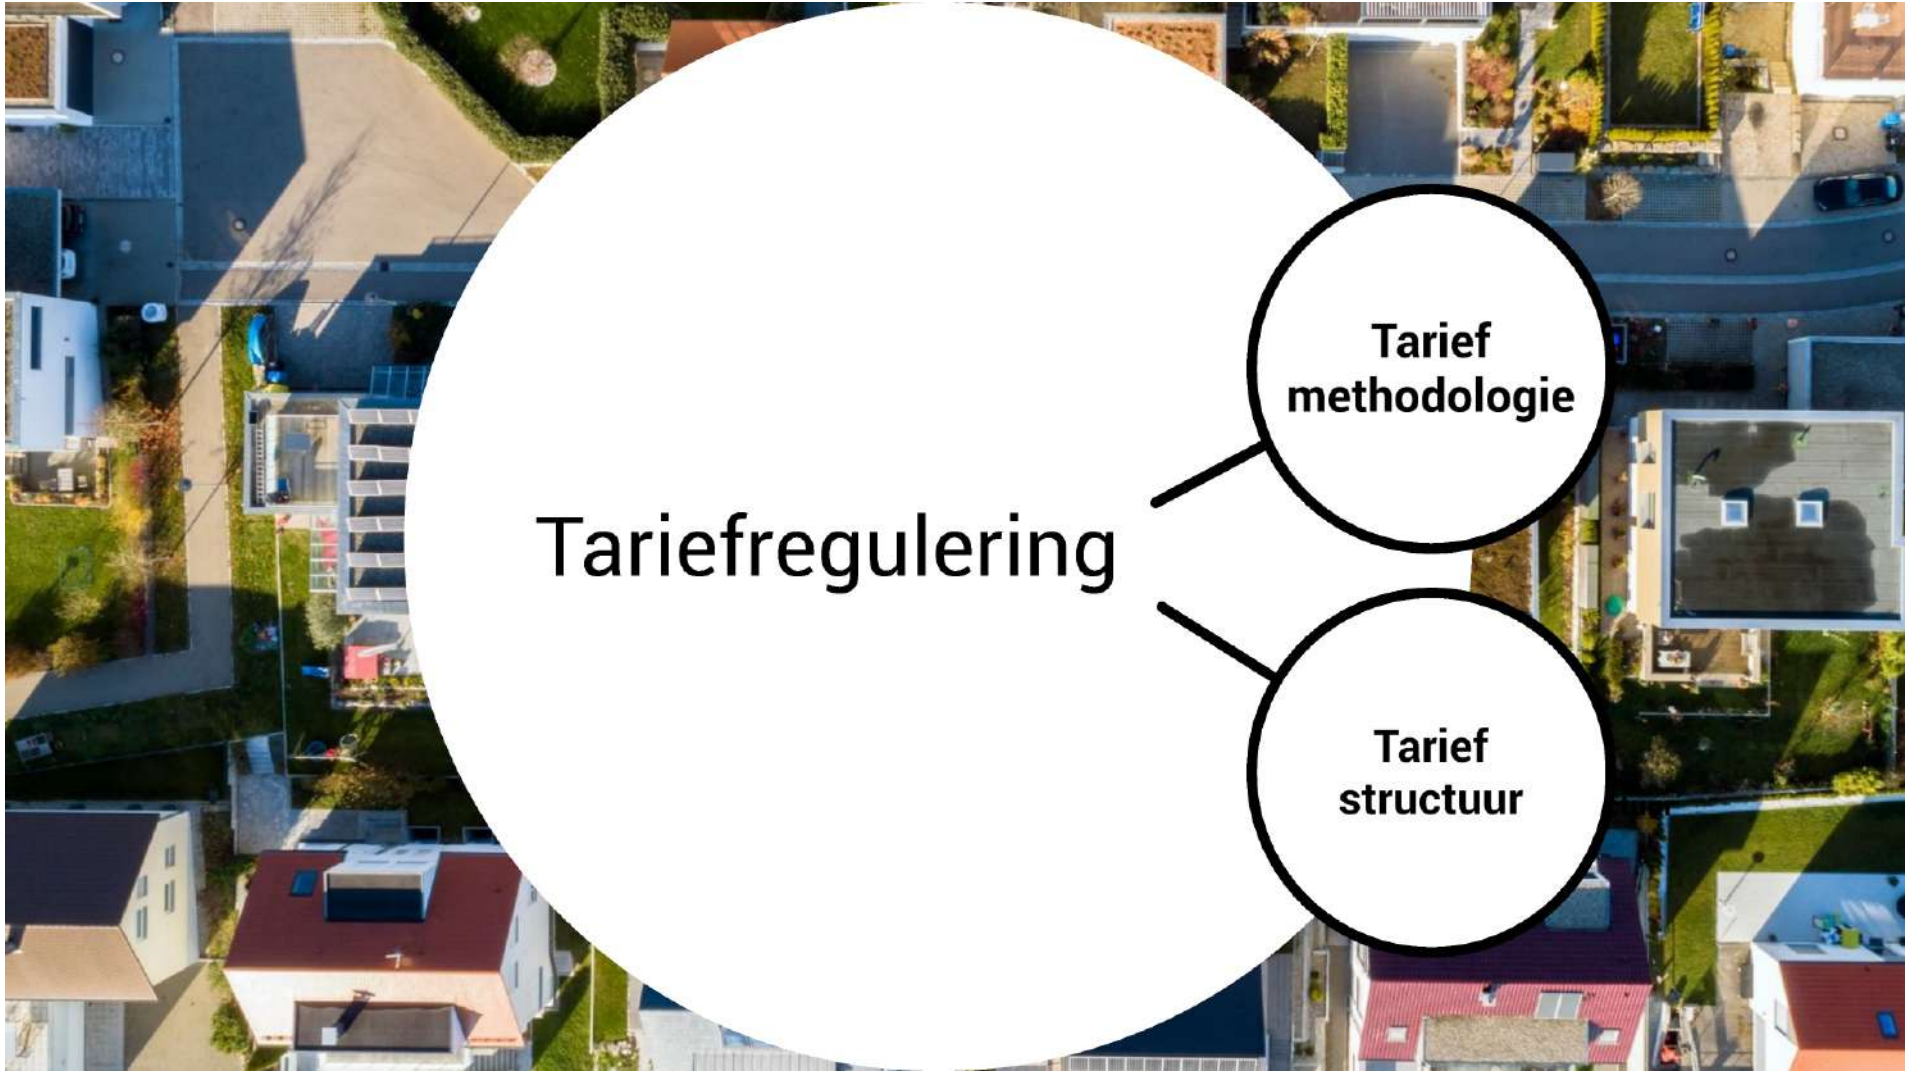 Tariefregulering
Tarief
methodologie
Tarief
structuur